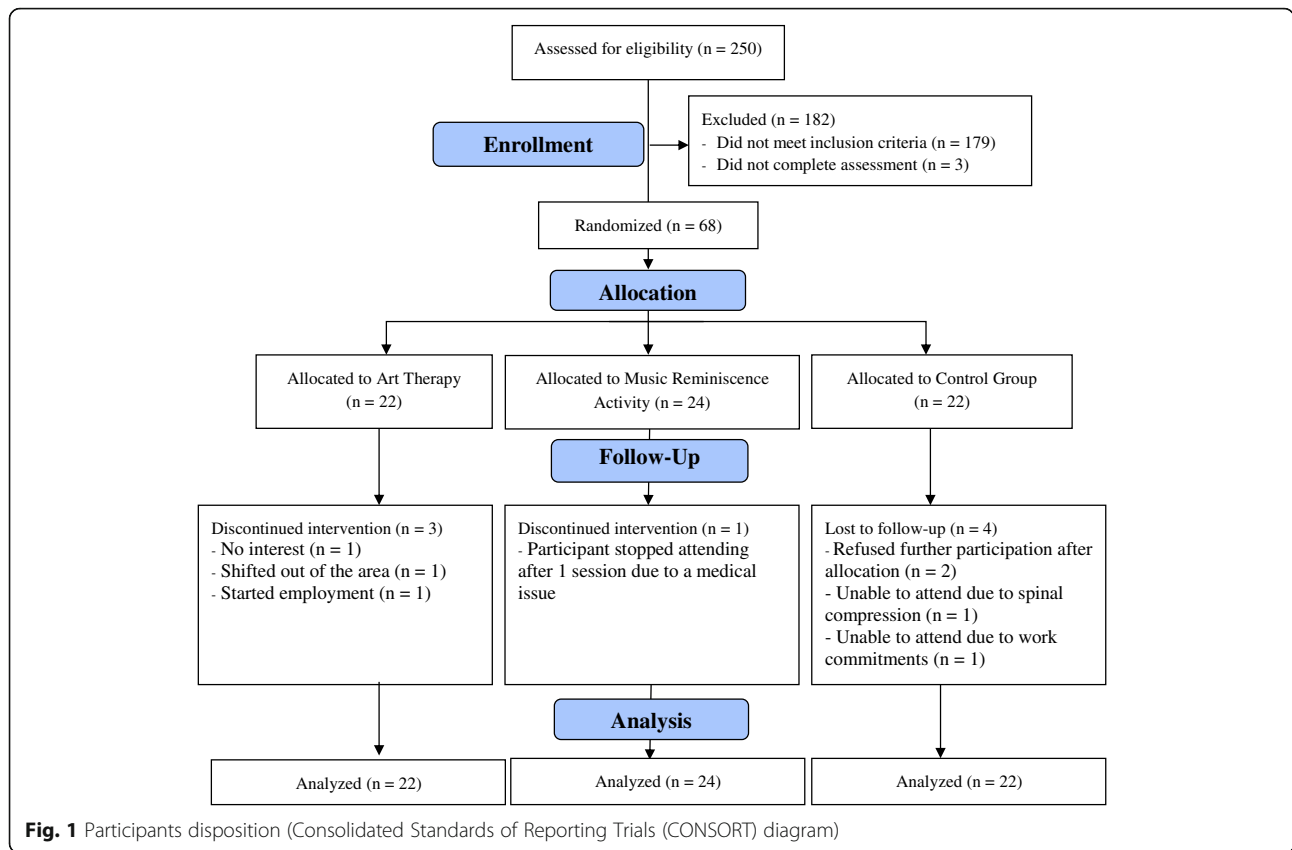 Assessed for eligibility (n = 250)
Excluded (n = 182)
- Did not meet inclusion criteria (n = 179)
- Did not complete assessment (n = 3)
Enrollment
Randomized (n = 68)
Allocation
Allocated to Art Therapy
(n = 22)
Allocated to Music Reminiscence
Activity (n = 24)
Allocated to Control Group
(n = 22)
Follow-Up
Discontinued intervention (n = 3)
- No interest (n = 1)
- Shifted out of the area (n = 1)
- Started employment (n = 1)
Discontinued intervention (n = 1)
- Participant stopped attending
after 1 session due to a medical
issue
Lost to follow-up (n = 4)
- Refused further participation after
allocation (n = 2)
- Unable to attend due to spinal
compression (n = 1)
- Unable to attend due to work
commitments (n = 1)
Analysis
Analyzed (n = 22)
Analyzed (n = 24)
Analyzed (n = 22)
Fig. 1 Participants disposition (Consolidated Standards of Reporting Trials (CONSORT) diagram)